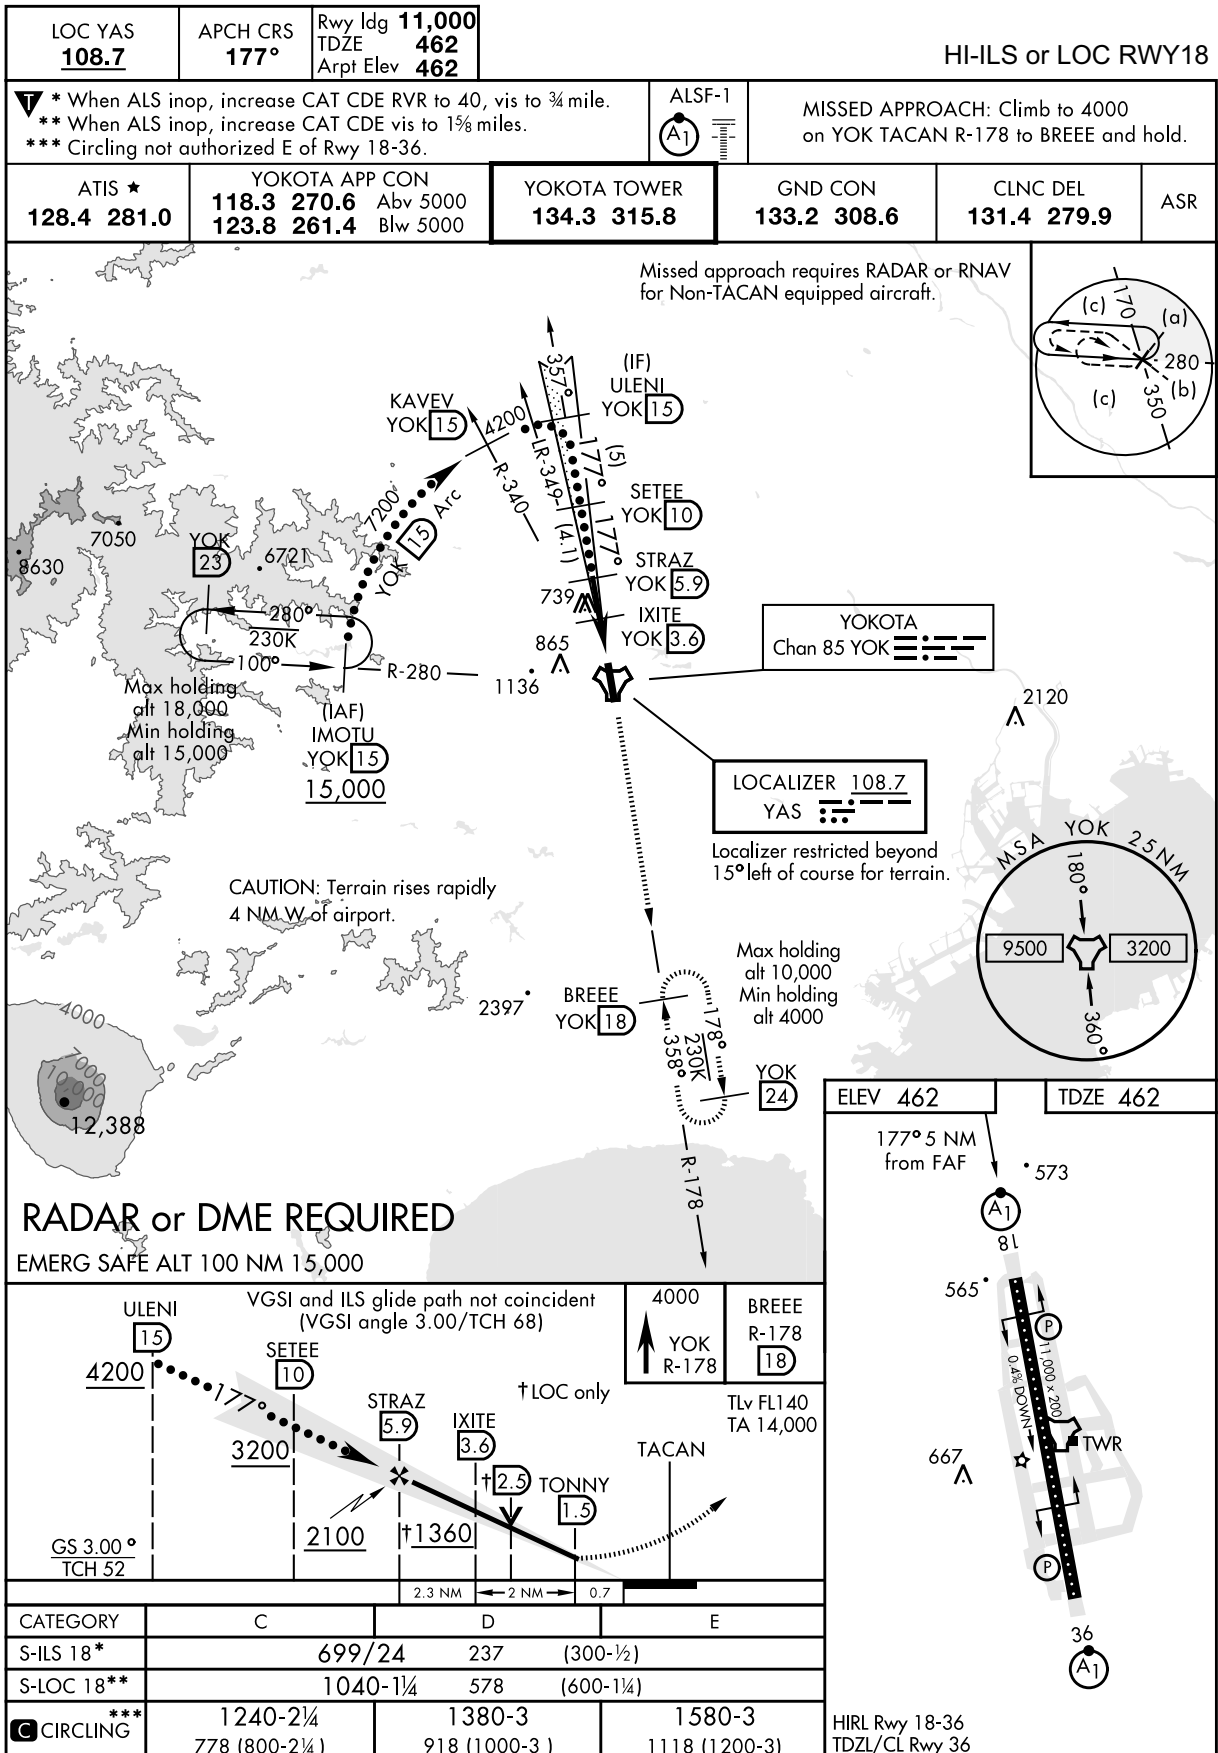 LOC YAS
108.7
APCH CRS
177°
Rwy ldg 11,000
TDZE 462
Arpt Elev 462
HI-ILS or LOC RWY18
T * When ALS inop, increase CAT CDE RVR to 40, vis to ¾ mile.
** When ALS inop, increase CAT CDE vis to 1⅝ miles.
*** Circling not authorized E of Rwy 18-36.
ALSF-1
A1
MISSED APPROACH: Climb to 4000
on YOK TACAN R-178 to BREEE and hold.
ATIS ★
128.4 281.0
YOKOTA APP CON
118.3 270.6 Abv 5000
123.8 261.4 Blw 5000
YOKOTA TOWER
134.3 315.8
GND CON
133.2 308.6
CLNC DEL
131.4 279.9
ASR
Missed approach requires RADAR or RNAV
for Non-TACAN equipped aircraft.
170
(c)
(a)
280
(b)
(c)
350
357°
(IF)
ULENI
YOK 15
KAVEV
YOK 15
4200
LR-349
R-340
177°
(5)
SETEE
YOK 10
(4.1)
177°
7200
YOK 15 Arc
STRAZ
YOK 5.9
739
IXITE
YOK 3.6
7050
8630
YOK
23
6721
280°
230K
100°
R-280
865
1136
Max holding
alt 18,000
Min holding
alt 15,000
(IAF)
IMOTU
YOK 15
15,000
YOKOTA
Chan 85 YOK
2120
LOCALIZER 108.7
YAS
Localizer restricted beyond
15° left of course for terrain.
MSA YOK 25NM
180°
9500
3200
360°
CAUTION: Terrain rises rapidly
4 NM W of airport.
2397
BREEE
YOK 18
Max holding
alt 10,000
Min holding
alt 4000
178°
230K
358°
YOK
24
R-178
4000
7000
10000
12,388
RADAR or DME REQUIRED
EMERG SAFE ALT 100 NM 15,000
ELEV 462
TDZE 462
177° 5 NM
from FAF
573
A1
18
565
P
11,000 x 200
0.4% DOWN
TWR
667
P
36
A1
HIRL Rwy 18-36
TDZL/CL Rwy 36
VGSI and ILS glide path not coincident
(VGSI angle 3.00/TCH 68)
4000
YOK
R-178
BREEE
R-178
18
ULENI
15
4200
177°
SETEE
10
3200
STRAZ
5.9
2100
†LOC only
IXITE
3.6
†1360
†2.5
TONNY
1.5
TACAN
TLv FL140
TA 14,000
GS 3.00°
TCH 52
2.3 NM
2 NM
0.7
CATEGORY C D E
S-ILS 18* 699/24 237 (300-½)
S-LOC 18** 1040-1¼ 578 (600-1¼)
C CIRCLING *** 1240-2¼ 1380-3 1580-3
778 (800-2¼) 918 (1000-3) 1118 (1200-3)